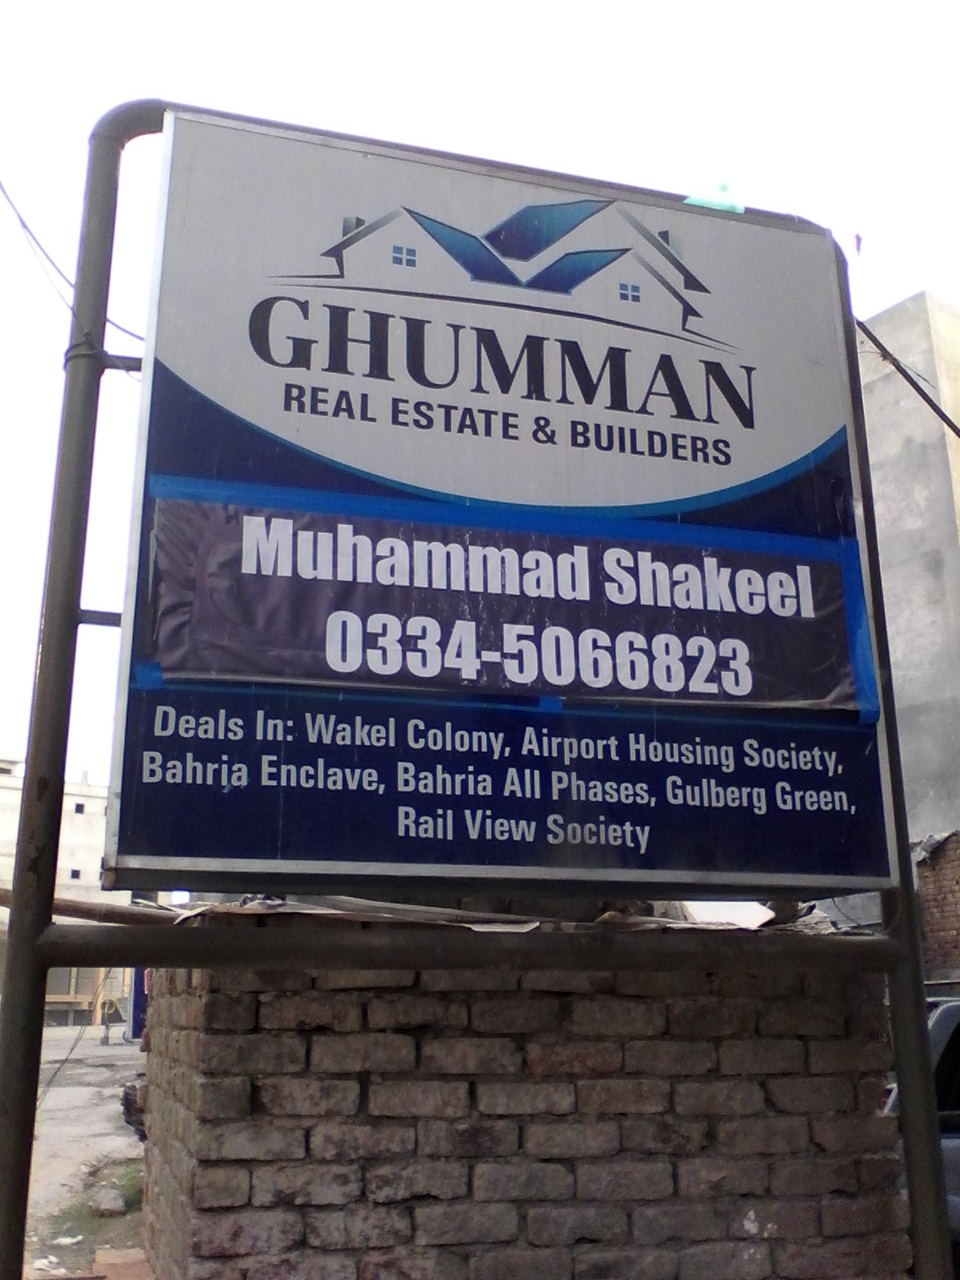 GHUMMAN
REAL ESTATE & BUILDERS
Muhammad Shakeel
0334-5066823
Deals In: Wakel Colony, Airport Housing Society,
Bahria Enclave, Bahria All Phases, Gulberg Green,
Rail View Society